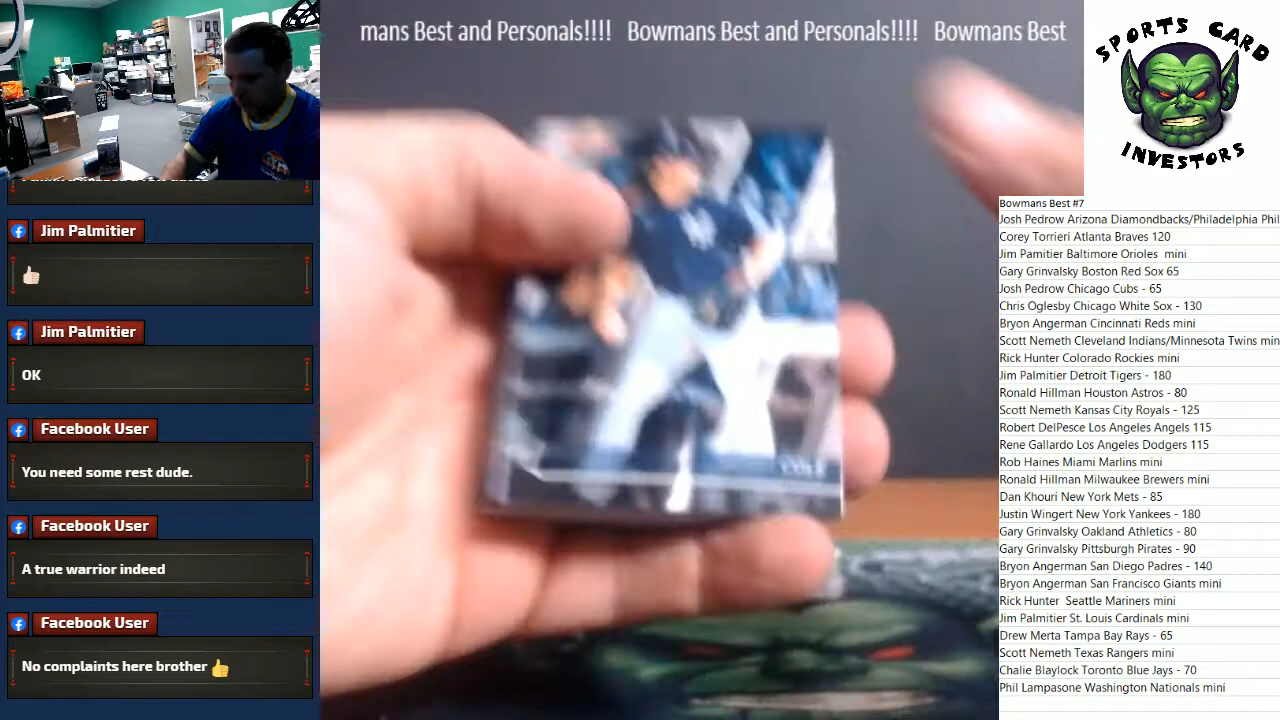 mans Best and Personals!!!!   Bowmans Best and Personals!!!!   Bowmans Best
SPORTS CARD
INVESTORS
Jim Palmitier
👍🏻
Jim Palmitier
OK
Facebook User
You need some rest dude.
Facebook User
A true warrior indeed
Facebook User
No complaints here brother 👍
Bowmans Best #7
Josh Pedrow Arizona Diamondbacks/Philadelphia Phil
Corey Torrieri Atlanta Braves 120
Jim Pamitier Baltimore Orioles  mini
Gary Grinvalsky Boston Red Sox 65
Josh Pedrow Chicago Cubs - 65
Chris Oglesby Chicago White Sox - 130
Bryon Angerman Cincinnati Reds mini
Scott Nemeth Cleveland Indians/Minnesota Twins min
Rick Hunter Colorado Rockies mini
Jim Palmitier Detroit Tigers - 180
Ronald Hillman Houston Astros - 80
Scott Nemeth Kansas City Royals - 125
Robert DelPesce Los Angeles Angels 115
Rene Gallardo Los Angeles Dodgers 115
Rob Haines Miami Marlins mini
Ronald Hillman Milwaukee Brewers mini
Dan Khouri New York Mets - 85
Justin Wingert New York Yankees - 180
Gary Grinvalsky Oakland Athletics - 80
Gary Grinvalsky Pittsburgh Pirates - 90
Bryon Angerman San Diego Padres - 140
Bryon Angerman San Francisco Giants mini
Rick Hunter  Seattle Mariners mini
Jim Palmitier St. Louis Cardinals mini
Drew Merta Tampa Bay Rays - 65
Scott Nemeth Texas Rangers mini
Chalie Blaylock Toronto Blue Jays - 70
Phil Lampasone Washington Nationals mini